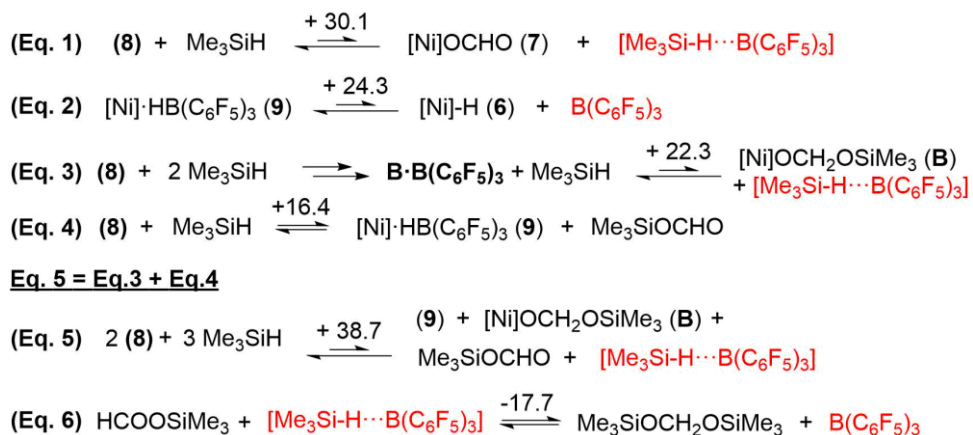 (Eq. 1) (8) + Me₃SiH + 30.1 [Ni]OCHO (7) + [Me₃Si-H···B(C₆F₅)₃]
(Eq. 2) [Ni]·HB(C₆F₅)₃ (9) + 24.3 [Ni]-H (6) + B(C₆F₅)₃
(Eq. 3) (8) + 2 Me₃SiH B·B(C₆F₅)₃ + Me₃SiH + 22.3 [Ni]OCH₂OSiMe₃ (B)
+ [Me₃Si-H···B(C₆F₅)₃]
(Eq. 4) (8) + Me₃SiH +16.4 [Ni]·HB(C₆F₅)₃ (9) + Me₃SiOCHO
Eq. 5 = Eq.3 + Eq.4
(Eq. 5) 2 (8) + 3 Me₃SiH + 38.7 (9) + [Ni]OCH₂OSiMe₃ (B) +
Me₃SiOCHO + [Me₃Si-H···B(C₆F₅)₃]
(Eq. 6) HCOOSiMe₃ + [Me₃Si-H···B(C₆F₅)₃] -17.7 Me₃SiOCH₂OSiMe₃ + B(C₆F₅)₃